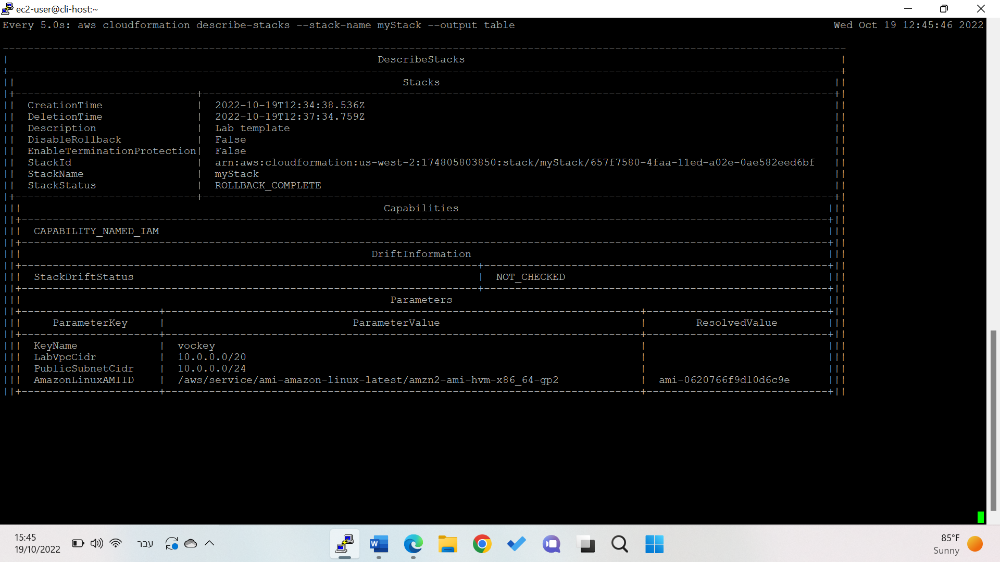 ec2-user@cli-host:~
Every 5.0s: aws cloudformation describe-stacks --stack-name myStack --output table Wed Oct 19 12:45:46 2022
DescribeStacks
Stacks
CreationTime | 2022-10-19T12:34:38.536Z
DeletionTime | 2022-10-19T12:37:34.759Z
Description | Lab template
DisableRollback | False
EnableTerminationProtection| False
StackId | arn:aws:cloudformation:us-west-2:174805803850:stack/myStack/657f7580-4faa-11ed-a02e-0ae582eed6bf
StackName | myStack
StackStatus | ROLLBACK_COMPLETE
Capabilities
CAPABILITY_NAMED_IAM
DriftInformation
StackDriftStatus | NOT_CHECKED
Parameters
ParameterKey | ParameterValue | ResolvedValue
KeyName | vockey |
LabVpcCidr | 10.0.0.0/20 |
PublicSubnetCidr | 10.0.0.0/24 |
AmazonLinuxAMIID | /aws/service/ami-amazon-linux-latest/amzn2-ami-hvm-x86_64-gp2 | ami-0620766f9d10d6c9e
15:45
19/10/2022
עבר
W
85°F
Sunny